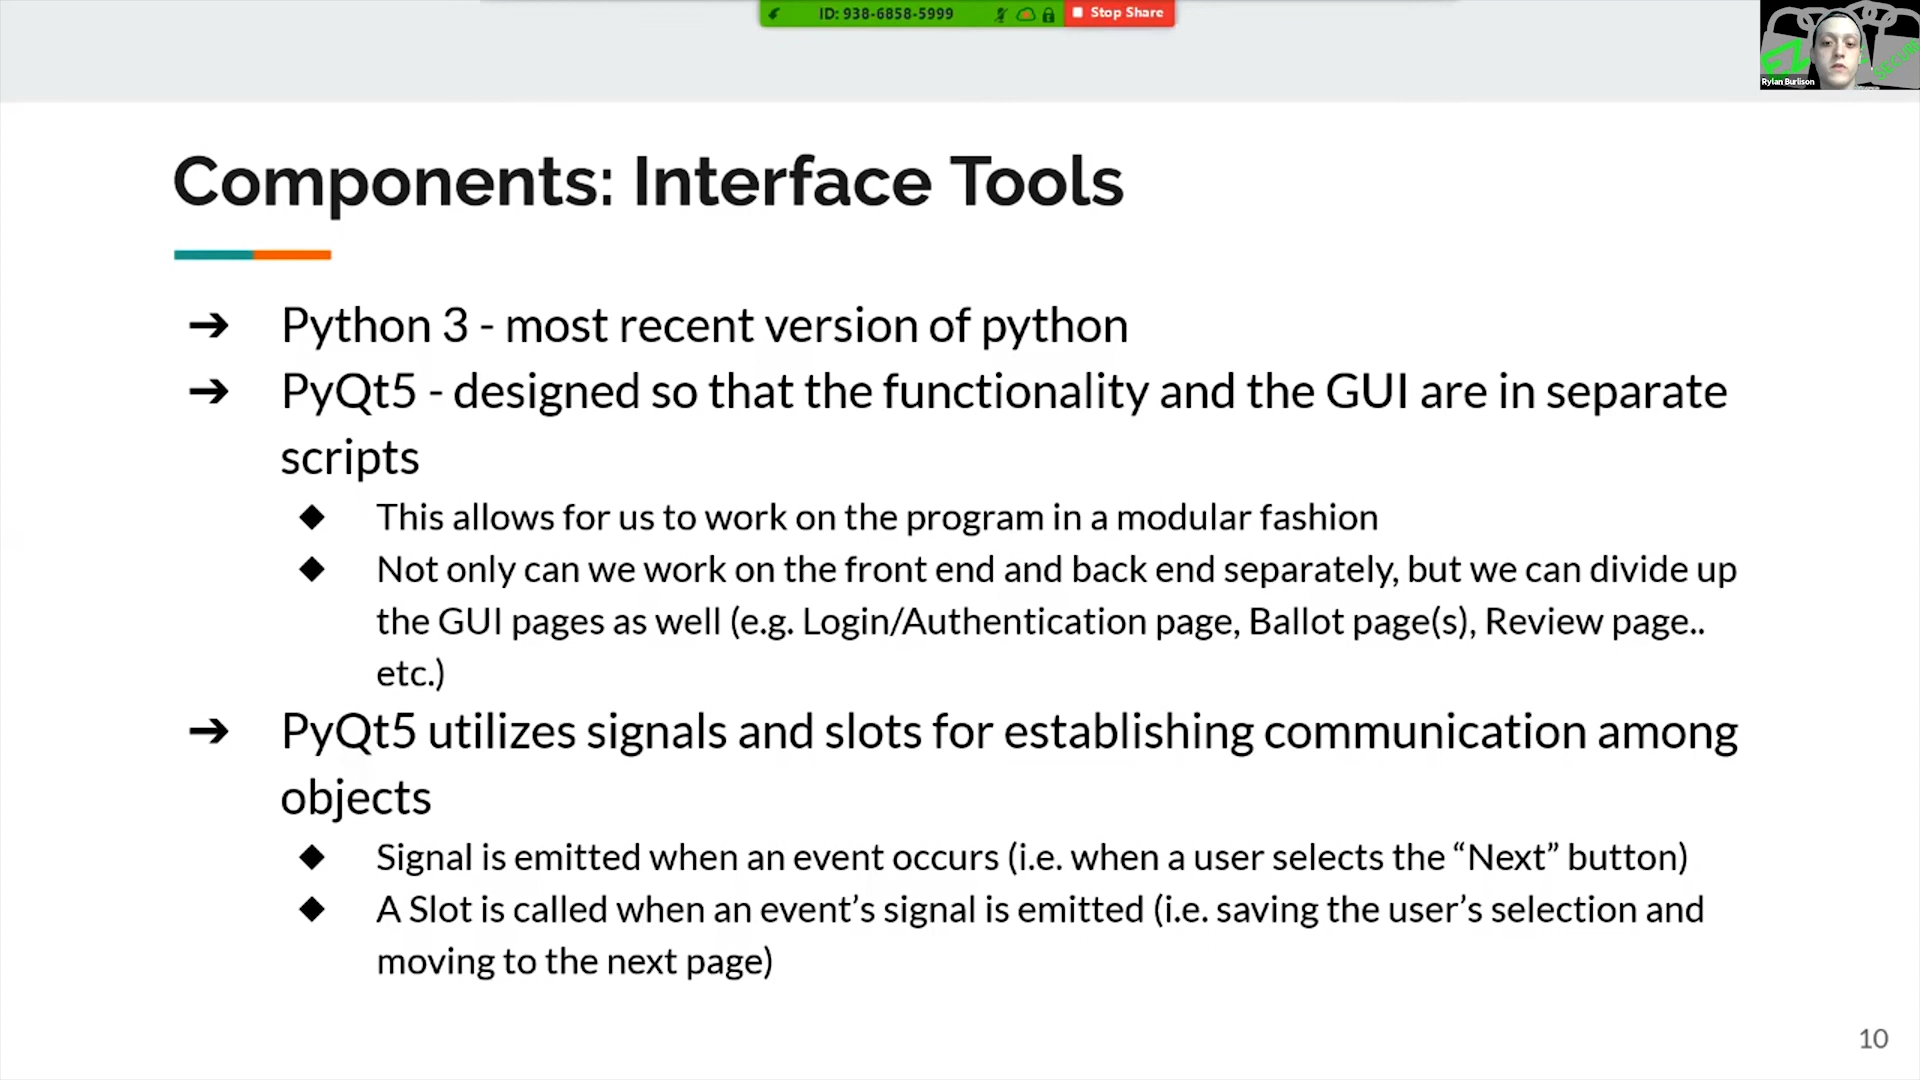 ID: 938-6858-5999
Stop Share
EZ
SECURE
Rylan Burlison
Components: Interface Tools
➔ Python 3 - most recent version of python
➔ PyQt5 - designed so that the functionality and the GUI are in separate
scripts
◆ This allows for us to work on the program in a modular fashion
◆ Not only can we work on the front end and back end separately, but we can divide up
the GUI pages as well (e.g. Login/Authentication page, Ballot page(s), Review page..
etc.)
➔ PyQt5 utilizes signals and slots for establishing communication among
objects
◆ Signal is emitted when an event occurs (i.e. when a user selects the “Next” button)
◆ A Slot is called when an event’s signal is emitted (i.e. saving the user’s selection and
moving to the next page)
10